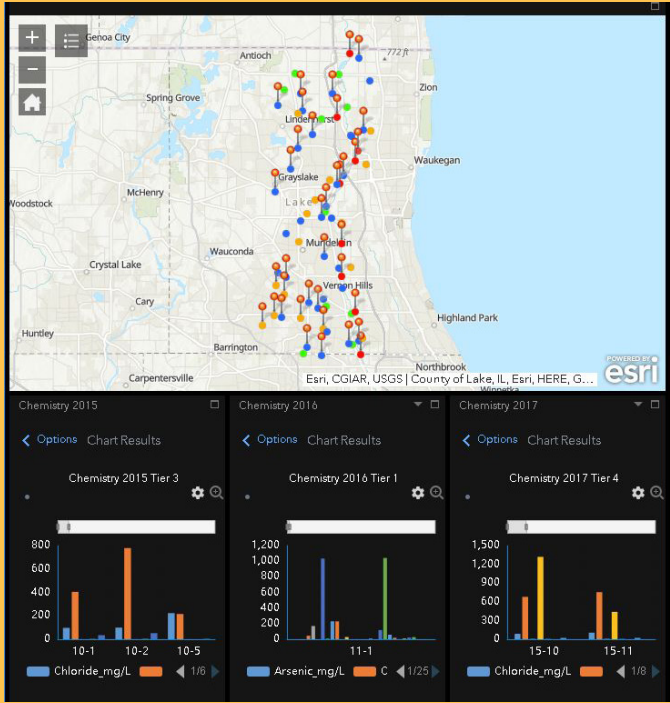 Genoa City
Antioch
772 ft
Zion
Spring Grove
Lindenhurst
Waukegan
Grayslake
McHenry
Woodstock
Lake
Mundelein
Wauconda
Crystal Lake
Vernon Hills
Cary
Highland Park
Huntley
Barrington
Northbrook
POWERED BY
esri
Esri, CGIAR, USGS | County of Lake, IL, Esri, HERE, G...
Carpentersville
Winnetka
Chemistry 2015
Options Chart Results
Chemistry 2015 Tier 3
800
600
400
200
0
10-1 10-2 10-5
Chloride_mg/L 1/6
Chemistry 2016
Options Chart Results
Chemistry 2016 Tier 1
1,200
1,000
800
600
400
200
0
11-1
Arsenic_mg/L C 1/25
Chemistry 2017
Options Chart Results
Chemistry 2017 Tier 4
1,500
1,200
900
600
300
0
15-10 15-11
Chloride_mg/L 1/8